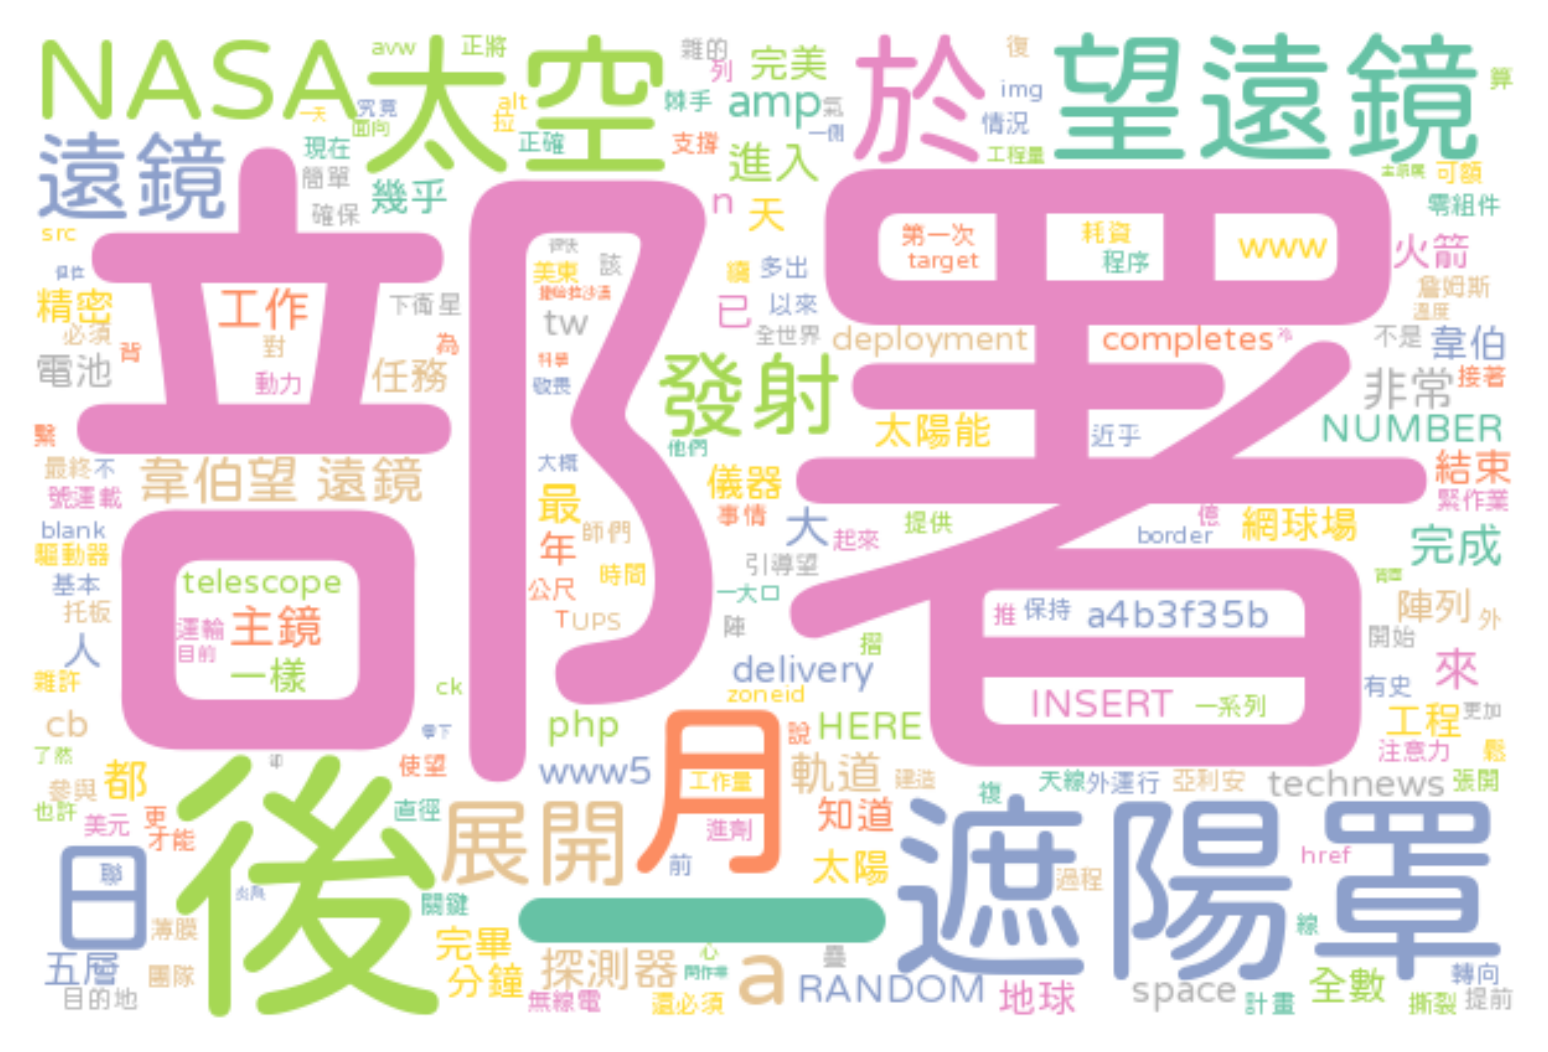 NASA
太空
於
望遠鏡
avw
正將
雜的
列
完美
復
img
算
究竟
alt
拉
棘手
amp
氣
一天
面向
正確
支撐
一側
情況
工程量
遠鏡
現在
簡單
確保
幾乎
進入
n
天
可額
零組件
src
部署
第一次
target
耗資
程序
www
火箭
美東
該
繼
多出
精密
必須
工作
對
動力
下衛星
tw
已
以來
全世界
詹姆斯
溫度
電池
背
為
任務
敬畏
發射
deployment
completes
不是
韋伯
非常
接著
繫
太陽能
近乎
NUMBER
他們
最終不
號運載
韋伯望 遠鏡
大概
最
師們
儀器
事情
大
起來
提供
億
border
網球場
結束
緊作業
blank
驅動器
基本
托板
年
公尺
時間
引導望
一大口
完成
telescope
主鏡
運輸
目前
一樣
TUPS
陣
推
保持
a4b3f35b
陣列
外
開始
人
雜許
cb
了然
ck
摺
delivery
zoneid
INSERT
一系列
來
有史
php
月
說
HERE
工程
更加
注意力
鬆
參與
都
也許
卻
使望
直徑
www5
工作量
軌道
建造
天線
外運行
亞利安
technews
張開
美元
更
才能
後
展開
進劑
前
知道
複
太陽
遮陽罩
過程
href
日
聯
薄膜
關鍵
一
線
五層
團隊
目的地
完畢
分鐘
探測器
無線電
心
還必須
a
疊
RANDOM
地球
space
計畫
全數
轉向
撕裂
提前